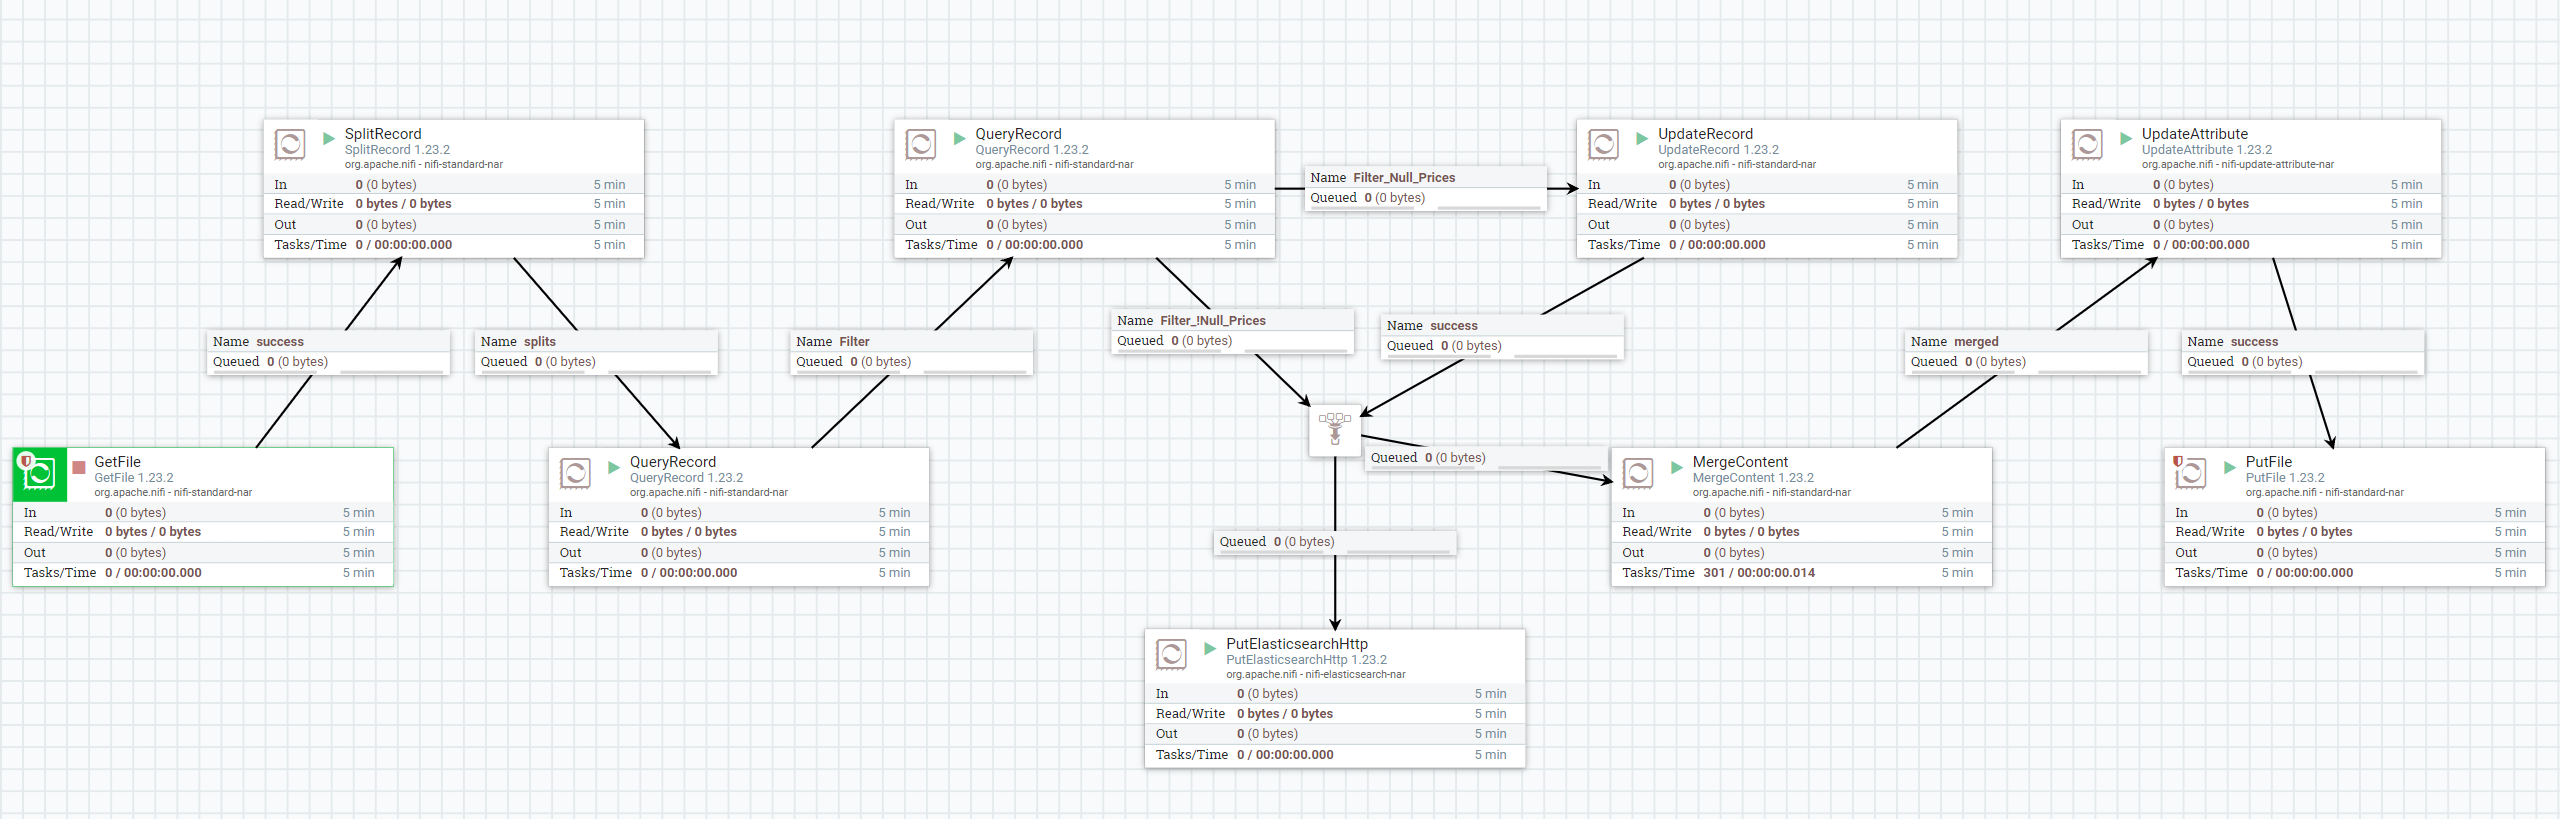 SplitRecord
SplitRecord 1.23.2
org.apache.nifi - nifi-standard-nar
In 0 (0 bytes) 5 min
Read/Write 0 bytes / 0 bytes 5 min
Out 0 (0 bytes) 5 min
Tasks/Time 0 / 00:00:00.000 5 min
QueryRecord
QueryRecord 1.23.2
org.apache.nifi - nifi-standard-nar
In 0 (0 bytes) 5 min
Read/Write 0 bytes / 0 bytes 5 min
Out 0 (0 bytes) 5 min
Tasks/Time 0 / 00:00:00.000 5 min
Name Filter_Null_Prices
Queued 0 (0 bytes)
UpdateRecord
UpdateRecord 1.23.2
org.apache.nifi - nifi-standard-nar
In 0 (0 bytes) 5 min
Read/Write 0 bytes / 0 bytes 5 min
Out 0 (0 bytes) 5 min
Tasks/Time 0 / 00:00:00.000 5 min
UpdateAttribute
UpdateAttribute 1.23.2
org.apache.nifi - nifi-update-attribute-nar
In 0 (0 bytes) 5 min
Read/Write 0 bytes / 0 bytes 5 min
Out 0 (0 bytes) 5 min
Tasks/Time 0 / 00:00:00.000 5 min
Name success
Queued 0 (0 bytes)
Name splits
Queued 0 (0 bytes)
Name Filter
Queued 0 (0 bytes)
Name Filter_!Null_Prices
Queued 0 (0 bytes)
Name success
Queued 0 (0 bytes)
Name merged
Queued 0 (0 bytes)
Name success
Queued 0 (0 bytes)
GetFile
GetFile 1.23.2
org.apache.nifi - nifi-standard-nar
In 0 (0 bytes) 5 min
Read/Write 0 bytes / 0 bytes 5 min
Out 0 (0 bytes) 5 min
Tasks/Time 0 / 00:00:00.000 5 min
QueryRecord
QueryRecord 1.23.2
org.apache.nifi - nifi-standard-nar
In 0 (0 bytes) 5 min
Read/Write 0 bytes / 0 bytes 5 min
Out 0 (0 bytes) 5 min
Tasks/Time 0 / 00:00:00.000 5 min
Queued 0 (0 bytes)
MergeContent
MergeContent 1.23.2
org.apache.nifi - nifi-standard-nar
In 0 (0 bytes) 5 min
Read/Write 0 bytes / 0 bytes 5 min
Out 0 (0 bytes) 5 min
Tasks/Time 301 / 00:00:00.014 5 min
PutFile
PutFile 1.23.2
org.apache.nifi - nifi-standard-nar
In 0 (0 bytes) 5 min
Read/Write 0 bytes / 0 bytes 5 min
Out 0 (0 bytes) 5 min
Tasks/Time 0 / 00:00:00.000 5 min
Queued 0 (0 bytes)
PutElasticsearchHttp
PutElasticsearchHttp 1.23.2
org.apache.nifi - nifi-elasticsearch-nar
In 0 (0 bytes) 5 min
Read/Write 0 bytes / 0 bytes 5 min
Out 0 (0 bytes) 5 min
Tasks/Time 0 / 00:00:00.000 5 min